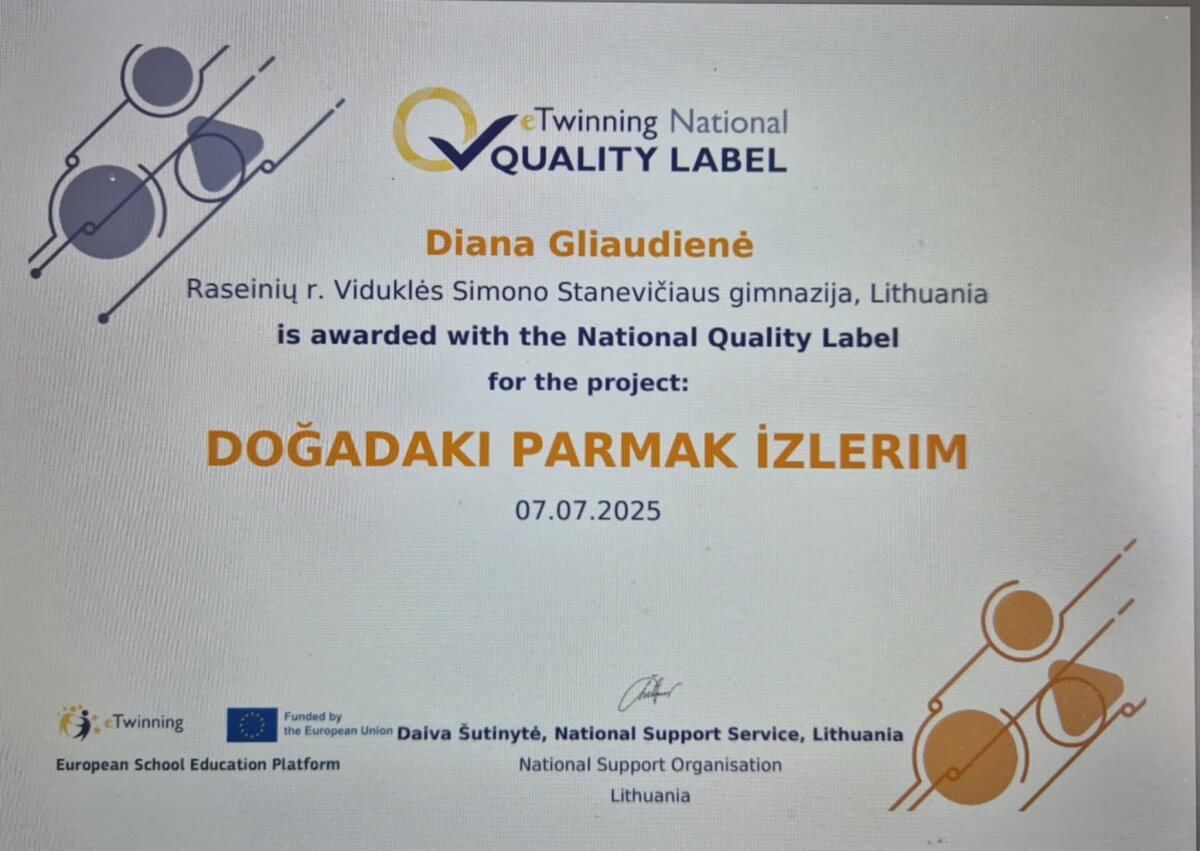 eTwinning National
QUALITY LABEL
Diana Gliaudienė
Raseinių r. Viduklės Simono Stanevičiaus gimnazija, Lithuania
is awarded with the National Quality Label
for the project:
DOĞADAKI PARMAK İZLERIM
07.07.2025
eTwinning
European School Education Platform
Funded by
the European Union
Daiva Šutinytė, National Support Service, Lithuania
National Support Organisation
Lithuania